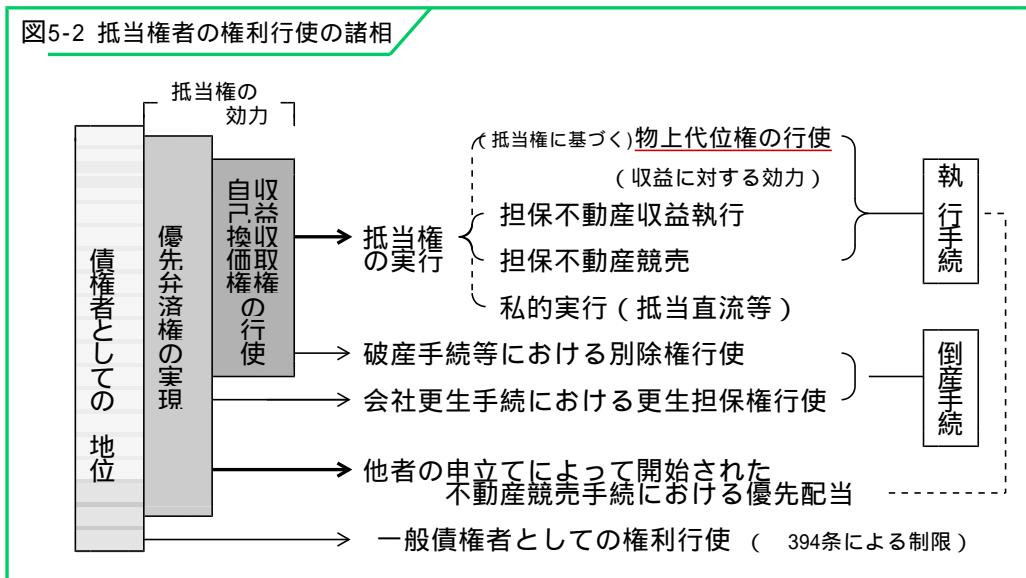 図5-2 抵当権者の権利行使の諸相
抵当権の
効力
債権者としての 地位
優先弁済権の実現
収益収取権
自己換価権
の行使
抵当権
の実行
(抵当権に基づく)物上代位権の行使
(収益に対する効力)
担保不動産収益執行
担保不動産競売
私的実行(抵当直流等)
執行手続
破産手続等における別除権行使
会社更生手続における更生担保権行使
倒産手続
他者の申立てによって開始された
不動産競売手続における優先配当
一般債権者としての権利行使 ( 394条による制限)